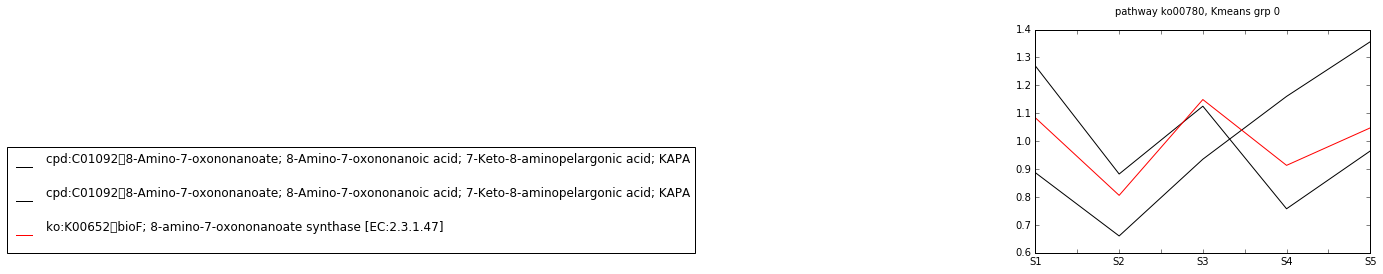 pathway ko00780, Kmeans grp 0
1.4
1.3
1.2
1.1
1.0
0.9
0.8
0.7
0.6
S1 S2 S3 S4 S5
cpd:C01092▯8-Amino-7-oxononanoate; 8-Amino-7-oxononanoic acid; 7-Keto-8-aminopelargonic acid; KAPA
cpd:C01092▯8-Amino-7-oxononanoate; 8-Amino-7-oxononanoic acid; 7-Keto-8-aminopelargonic acid; KAPA
ko:K00652▯bioF; 8-amino-7-oxononanoate synthase [EC:2.3.1.47]